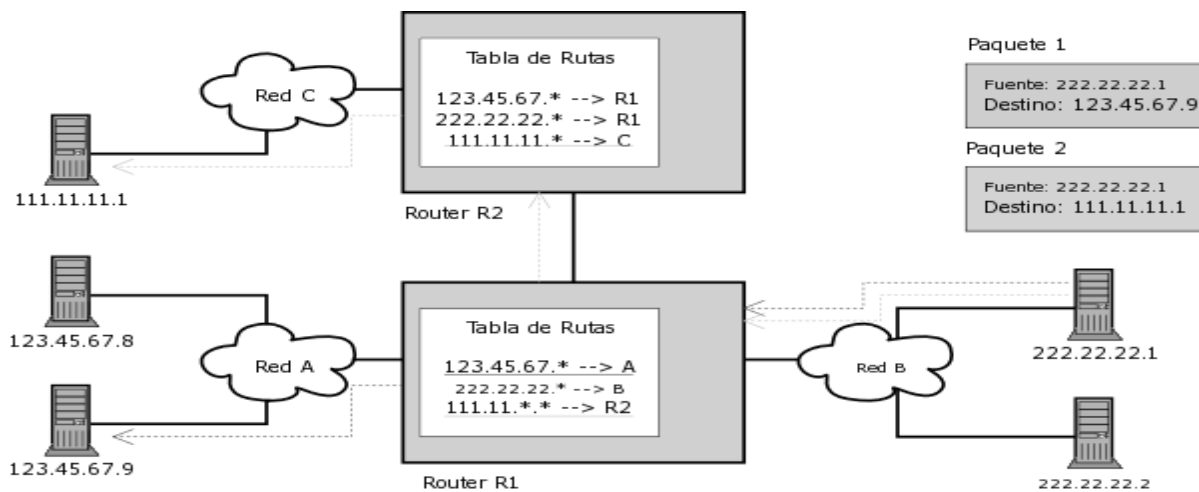 Tabla de Rutas
123.45.67.* --> R1
222.22.22.* --> R1
111.11.11.* --> C
Router R2
Red C
111.11.11.1
Paquete 1
Fuente: 222.22.22.1
Destino: 123.45.67.9
Paquete 2
Fuente: 222.22.22.1
Destino: 111.11.11.1
123.45.67.8
Red A
123.45.67.9
Tabla de Rutas
123.45.67.* --> A
222.22.22.* --> B
111.11.*.* --> R2
Router R1
Red B
222.22.22.1
222.22.22.2